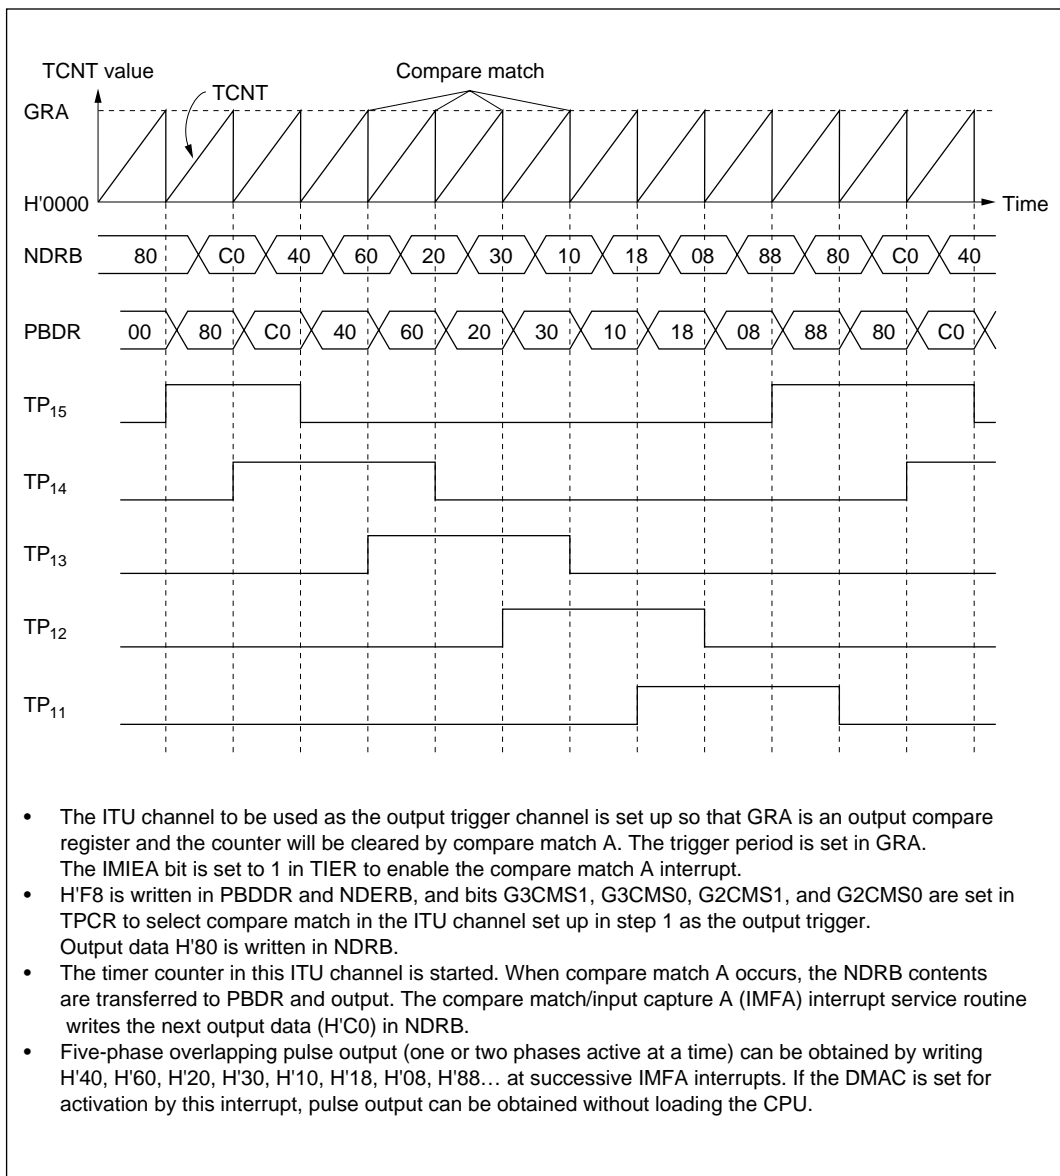 TCNT value
Compare match
TCNT
GRA
H'0000
Time
NDRB 80 C0 40 60 20 30 10 18 08 88 80 C0 40
PBDR 00 80 C0 40 60 20 30 10 18 08 88 80 C0
TP15
TP14
TP13
TP12
TP11
• The ITU channel to be used as the output trigger channel is set up so that GRA is an output compare
register and the counter will be cleared by compare match A. The trigger period is set in GRA.
The IMIEA bit is set to 1 in TIER to enable the compare match A interrupt.
• H'F8 is written in PBDDR and NDERB, and bits G3CMS1, G3CMS0, G2CMS1, and G2CMS0 are set in
TPCR to select compare match in the ITU channel set up in step 1 as the output trigger.
Output data H'80 is written in NDRB.
• The timer counter in this ITU channel is started. When compare match A occurs, the NDRB contents
are transferred to PBDR and output. The compare match/input capture A (IMFA) interrupt service routine
writes the next output data (H'C0) in NDRB.
• Five-phase overlapping pulse output (one or two phases active at a time) can be obtained by writing
H'40, H'60, H'20, H'30, H'10, H'18, H'08, H'88… at successive IMFA interrupts. If the DMAC is set for
activation by this interrupt, pulse output can be obtained without loading the CPU.